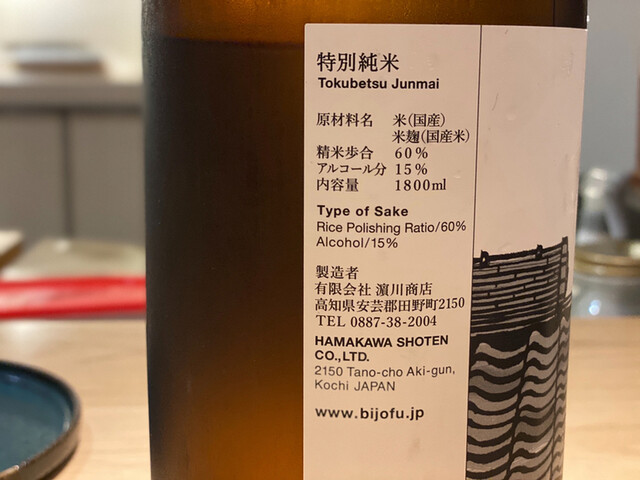 特別純米
Tokubetsu Junmai
原材料名 米(国産)
米麹(国産米)
精米歩合 60%
アルコール分 15%
内容量 1800ml
Type of Sake
Rice Polishing Ratio/60%
Alcohol/15%
製造者
有限会社 濵川商店
高知県安芸郡田野町2150
TEL 0887-38-2004
HAMAKAWA SHOTEN
CO.,LTD.
2150 Tano-cho Aki-gun,
Kochi JAPAN
www.bijofu.jp